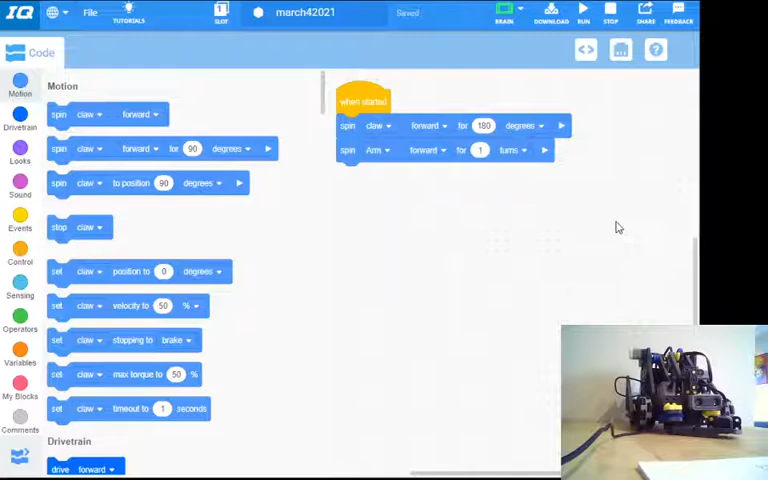 IQ File TUTORIALS 1 SLOT march42021 Saved BRAIN DOWNLOAD RUN STOP SHARE FEEDBACK
Code
Motion
Drivetrain
Looks
Sound
Events
Control
Sensing
Operators
Variables
My Blocks
Comments
Motion
spin claw forward
spin claw forward for 90 degrees
spin claw to position 90 degrees
stop claw
set claw position to 0 degrees
set claw velocity to 50 %
set claw stopping to brake
set claw max torque to 50 %
set claw timeout to 1 seconds
Drivetrain
drive forward
when started
spin claw forward for 180 degrees
spin Arm forward for 1 turns